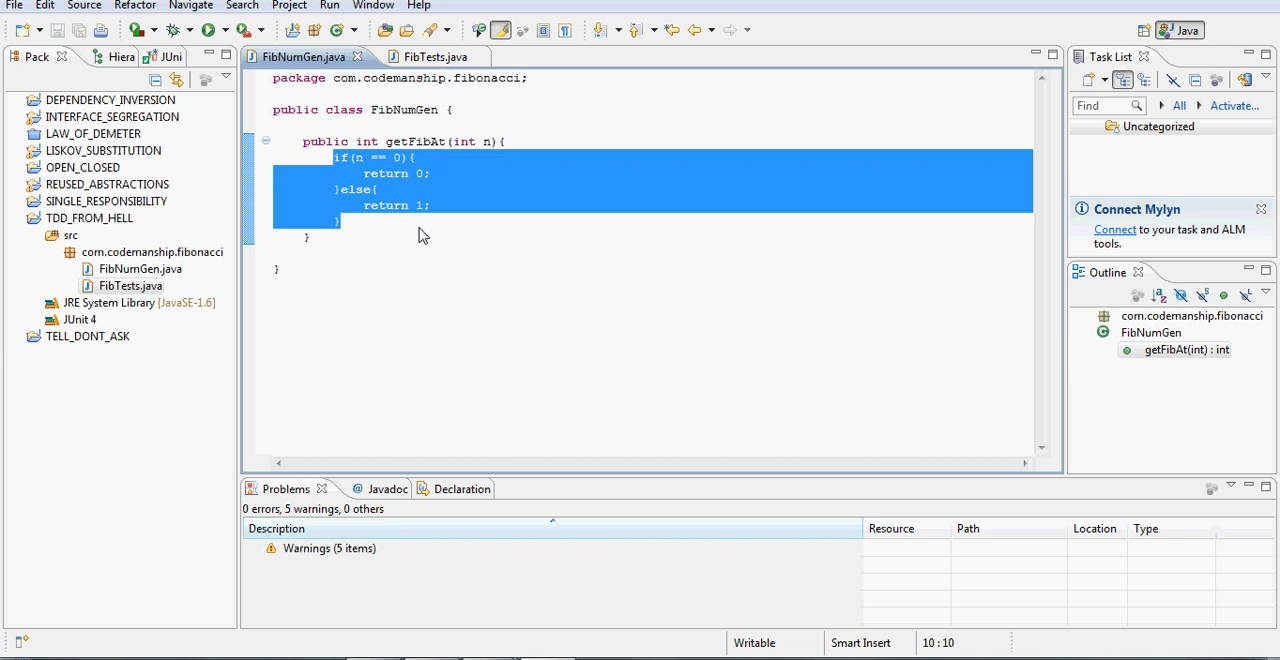 File Edit Source Refactor Navigate Search Project Run Window Help
Java
Pack Hiera JUni
DEPENDENCY_INVERSION
INTERFACE_SEGREGATION
LAW_OF_DEMETER
LISKOV_SUBSTITUTION
OPEN_CLOSED
REUSED_ABSTRACTIONS
SINGLE_RESPONSIBILITY
TDD_FROM_HELL
src
com.codemanship.fibonacci
FibNumGen.java
FibTests.java
JRE System Library [JavaSE-1.6]
JUnit 4
TELL_DONT_ASK
FibNumGen.java FibTests.java
package com.codemanship.fibonacci;
public class FibNumGen {
public int getFibAt(int n){
if(n == 0){
return 0;
}else{
return 1;
}
}
}
Task List
Find All Activate...
Uncategorized
Connect Mylyn
Connect to your task and ALM
tools.
Outline
com.codemanship.fibonacci
FibNumGen
getFibAt(int) : int
Problems Javadoc Declaration
0 errors, 5 warnings, 0 others
Description Resource Path Location Type
Warnings (5 items)
Writable Smart Insert 10 : 10